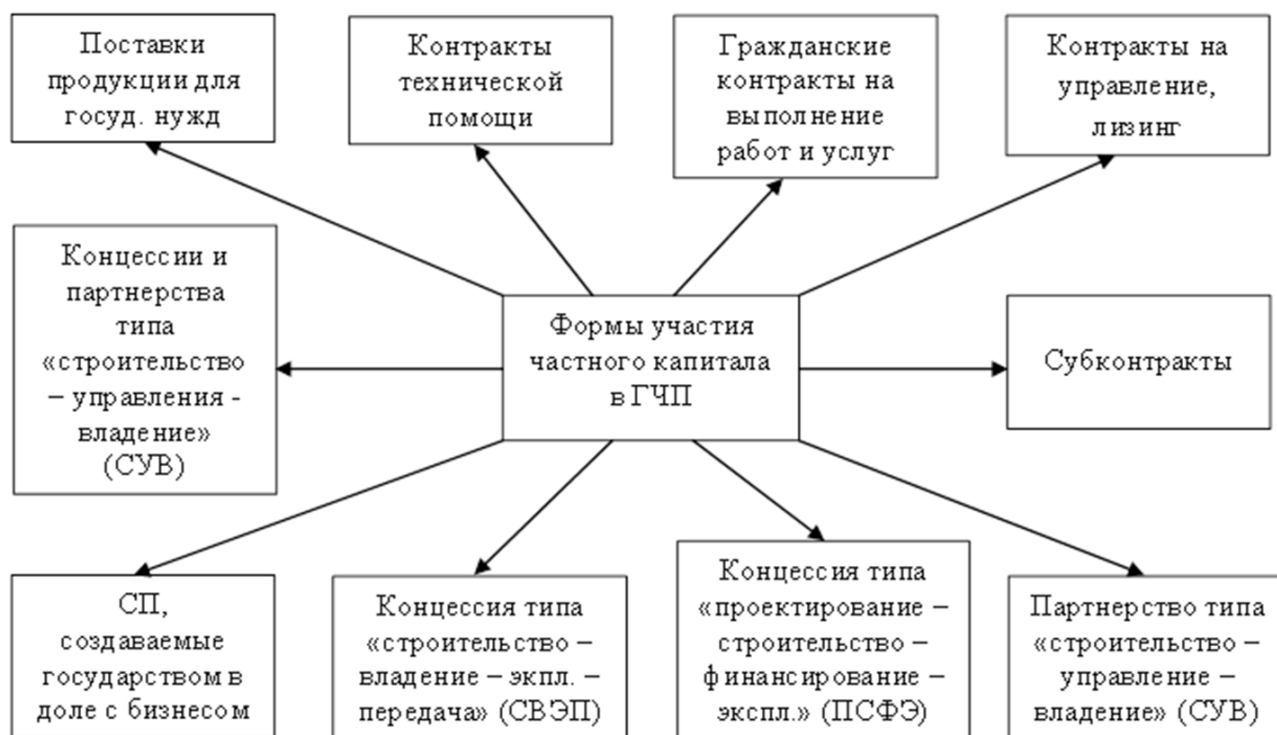 Поставки
продукции для
госуд. нужд
Контракты
технической
помощи
Гражданские
контракты на
выполнение
работ и услуг
Контракты на
управление,
лизинг
Концессии и
партнерства
типа
«строительство
– управления -
владение»
(СУВ)
Формы участия
частного капитала
в ГЧП
Субконтракты
СП,
создаваемые
государством в
доле с бизнесом
Концессия типа
«строительство –
владение – экпл. –
передача» (СВЭП)
Концессия типа
«проектирование –
строительство –
финансирование –
экспл.» (ПСФЭ)
Партнерство типа
«строительство –
управление –
владение» (СУВ)